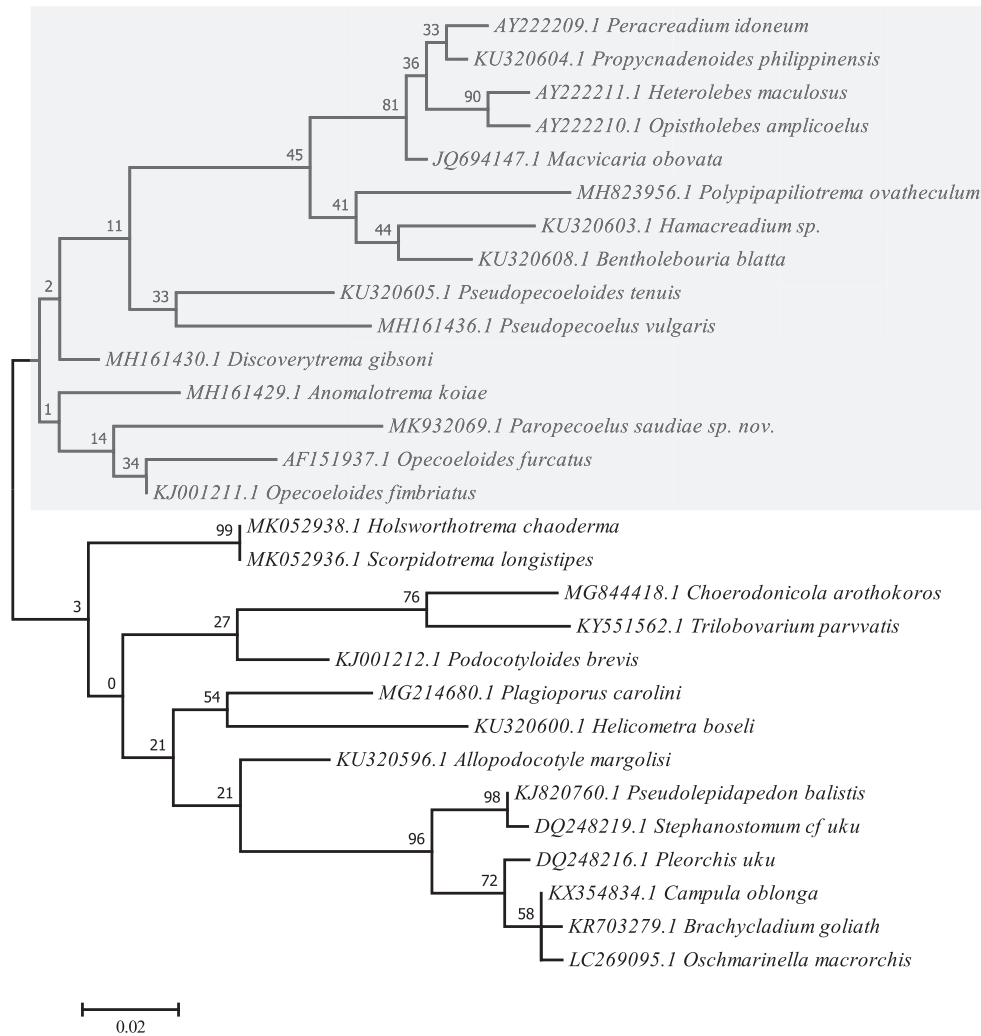 33
AY222209.1 Peracreadium idoneum
KU320604.1 Propycnadenoides philippinensis
36
90
AY222211.1 Heterolebes maculosus
AY222210.1 Opistholebes amplicoelus
81
JQ694147.1 Macvicaria obovata
45
MH823956.1 Polypipapiliotrema ovatheculum
41
KU320603.1 Hamacreadium sp.
44
KU320608.1 Bentholebouria blatta
11
KU320605.1 Pseudopecoeloides tenuis
33
MH161436.1 Pseudopecoelus vulgaris
2
MH161430.1 Discoverytrema gibsoni
MH161429.1 Anomalotrema koiae
1
MK932069.1 Paropecoelus saudiae sp. nov.
14
AF151937.1 Opecoeloides furcatus
34
KJ001211.1 Opecoeloides fimbriatus
99
MK052938.1 Holsworthotrema chaoderma
MK052936.1 Scorpidotrema longistipes
3
76
MG844418.1 Choerodonicola arothokoros
KY551562.1 Trilobovarium parvvatis
27
KJ001212.1 Podocotyloides brevis
0
54
MG214680.1 Plagioporus carolini
KU320600.1 Helicometra boseli
21
KU320596.1 Allopodocotyle margolisi
21
98
KJ820760.1 Pseudolepidapedon balistis
DQ248219.1 Stephanostomum cf uku
96
DQ248216.1 Pleorchis uku
72
KX354834.1 Campula oblonga
58
KR703279.1 Brachycladium goliath
LC269095.1 Oschmarinella macrorchis
0.02